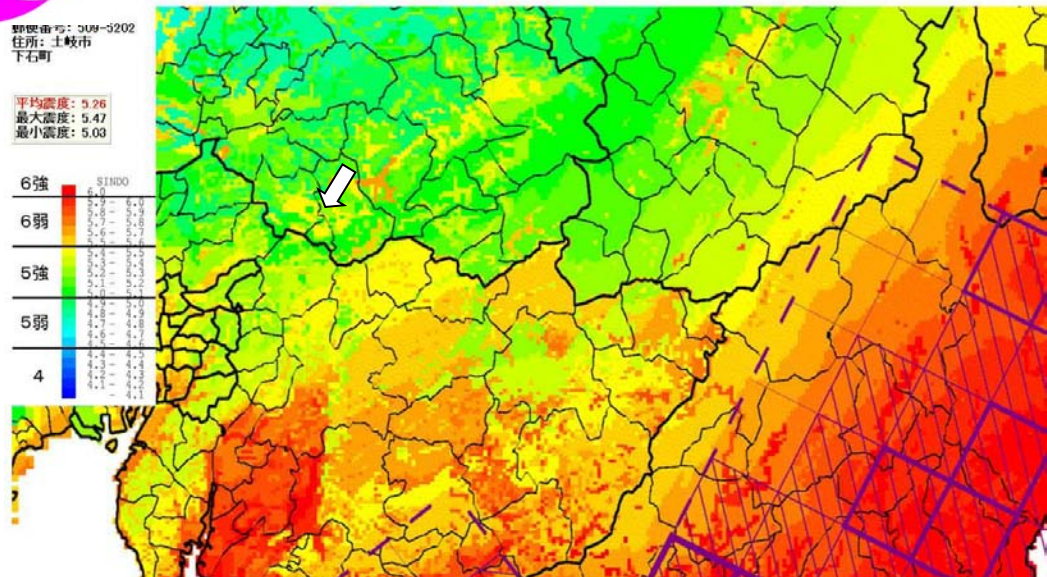 郵便番号: 509-5202
住所: 土岐市
下石町
平均震度: 5.26
最大震度: 5.47
最小震度: 5.03
SINDO
6強
6.0
5.9 - 6.0
6弱
5.8 - 5.9
5.7 - 5.8
5.6 - 5.7
5.5 - 5.6
5.4 - 5.5
5強
5.3 - 5.4
5.2 - 5.3
5.1 - 5.2
5.0 - 5.1
4.9 - 5.0
5弱
4.8 - 4.9
4.7 - 4.8
4.6 - 4.7
4.5 - 4.6
4.4 - 4.5
4
4.3 - 4.4
4.2 - 4.3
4.1 - 4.2
- 4.1